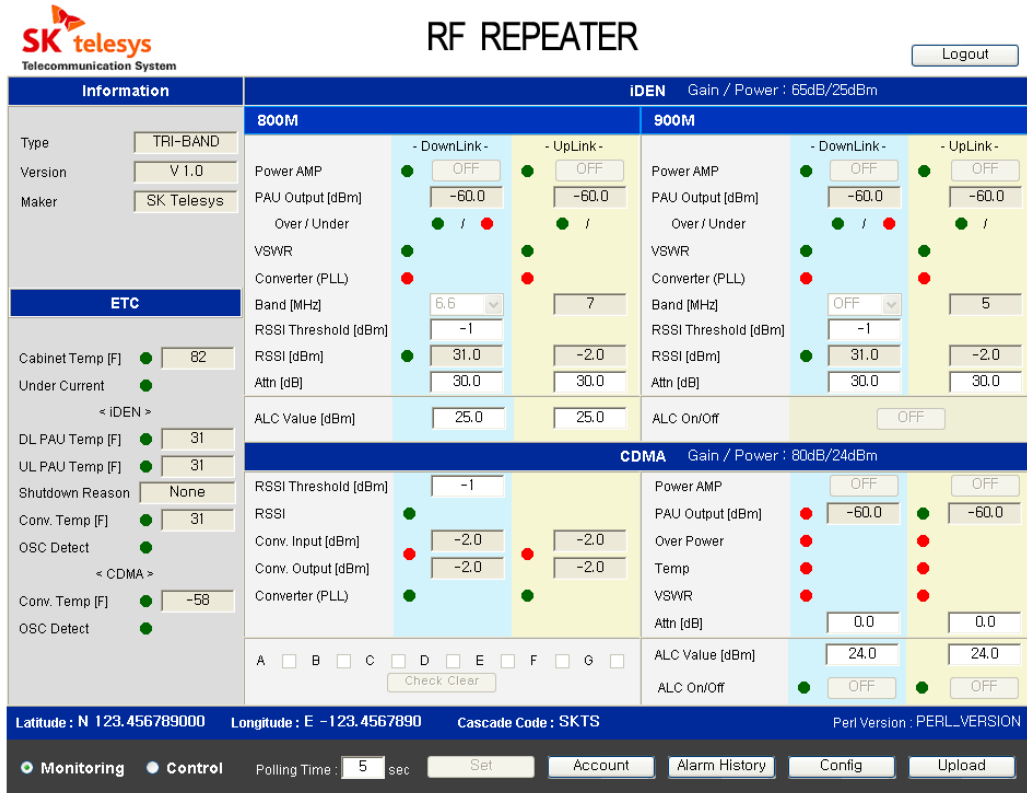 SK telesys
Telecommunication System
RF REPEATER
Logout
Information
Type TRI-BAND
Version V 1.0
Maker SK Telesys
ETC
Cabinet Temp [F] 82
Under Current
< iDEN >
DL PAU Temp [F] 31
UL PAU Temp [F] 31
Shutdown Reason None
Conv. Temp [F] 31
OSC Detect
< CDMA >
Conv. Temp [F] -58
OSC Detect
iDEN Gain / Power : 65dB/25dBm
800M
- DownLink - - UpLink -
Power AMP OFF OFF
PAU Output [dBm] -60.0 -60.0
Over / Under / /
VSWR
Converter (PLL)
Band [MHz] 6.6 7
RSSI Threshold [dBm] -1
RSSI [dBm] 31.0 -2.0
Attn [dB] 30.0 30.0
ALC Value [dBm] 25.0 25.0
900M
- DownLink - - UpLink -
Power AMP OFF OFF
PAU Output [dBm] -60.0 -60.0
Over / Under / /
VSWR
Converter (PLL)
Band [MHz] OFF 5
RSSI Threshold [dBm] -1
RSSI [dBm] 31.0 -2.0
Attn [dB] 30.0 30.0
ALC On/Off OFF
CDMA Gain / Power : 80dB/24dBm
RSSI Threshold [dBm] -1
RSSI
Conv. Input [dBm] -2.0 -2.0
Conv. Output [dBm] -2.0 -2.0
Converter (PLL)
A B C D E F G
Check Clear
Power AMP OFF OFF
PAU Output [dBm] -60.0 -60.0
Over Power
Temp
VSWR
Attn [dB] 0.0 0.0
ALC Value [dBm] 24.0 24.0
ALC On/Off OFF OFF
Latitude : N 123.456789000 Longitude : E -123.4567890 Cascade Code : SKTS Perl Version : PERL_VERSION
Monitoring Control Polling Time : 5 sec Set Account Alarm History Config Upload